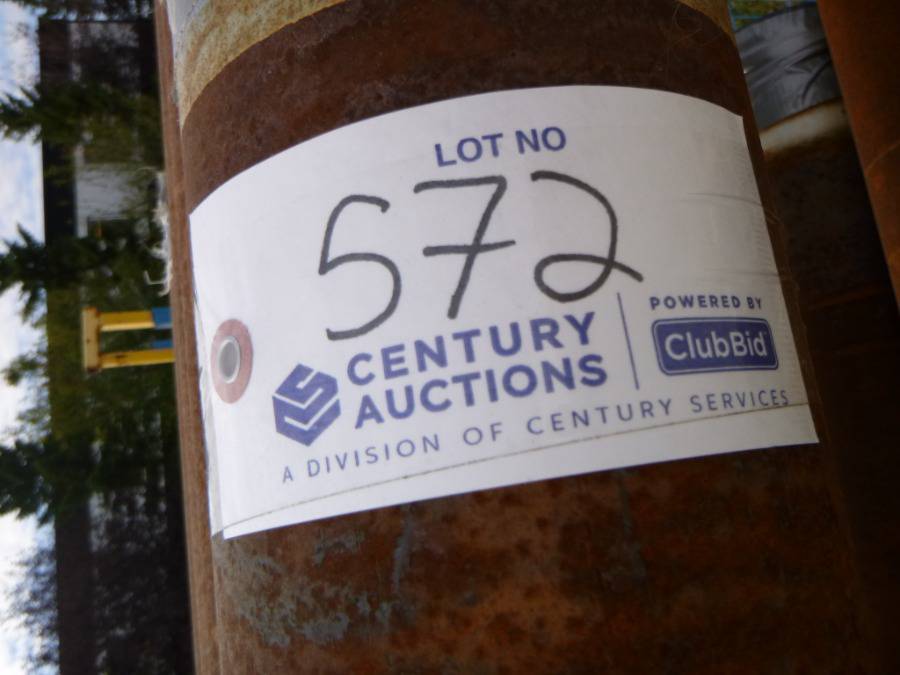 LOT NO
572
CENTURY
AUCTIONS
A DIVISION OF CENTURY SERVICES
POWERED BY
ClubBid